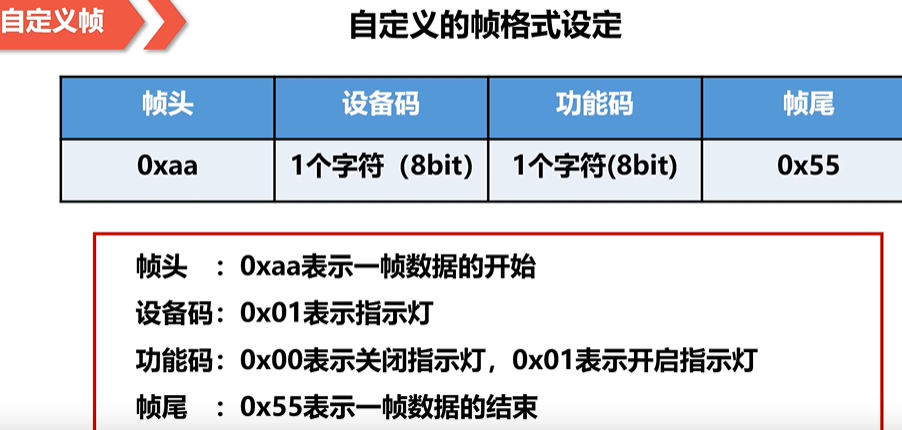 自定义帧
自定义的帧格式设定
帧头 设备码 功能码 帧尾
0xaa 1个字符（8bit） 1个字符(8bit) 0x55
帧头 ：0xaa表示一帧数据的开始
设备码：0x01表示指示灯
功能码：0x00表示关闭指示灯，0x01表示开启指示灯
帧尾 ：0x55表示一帧数据的结束